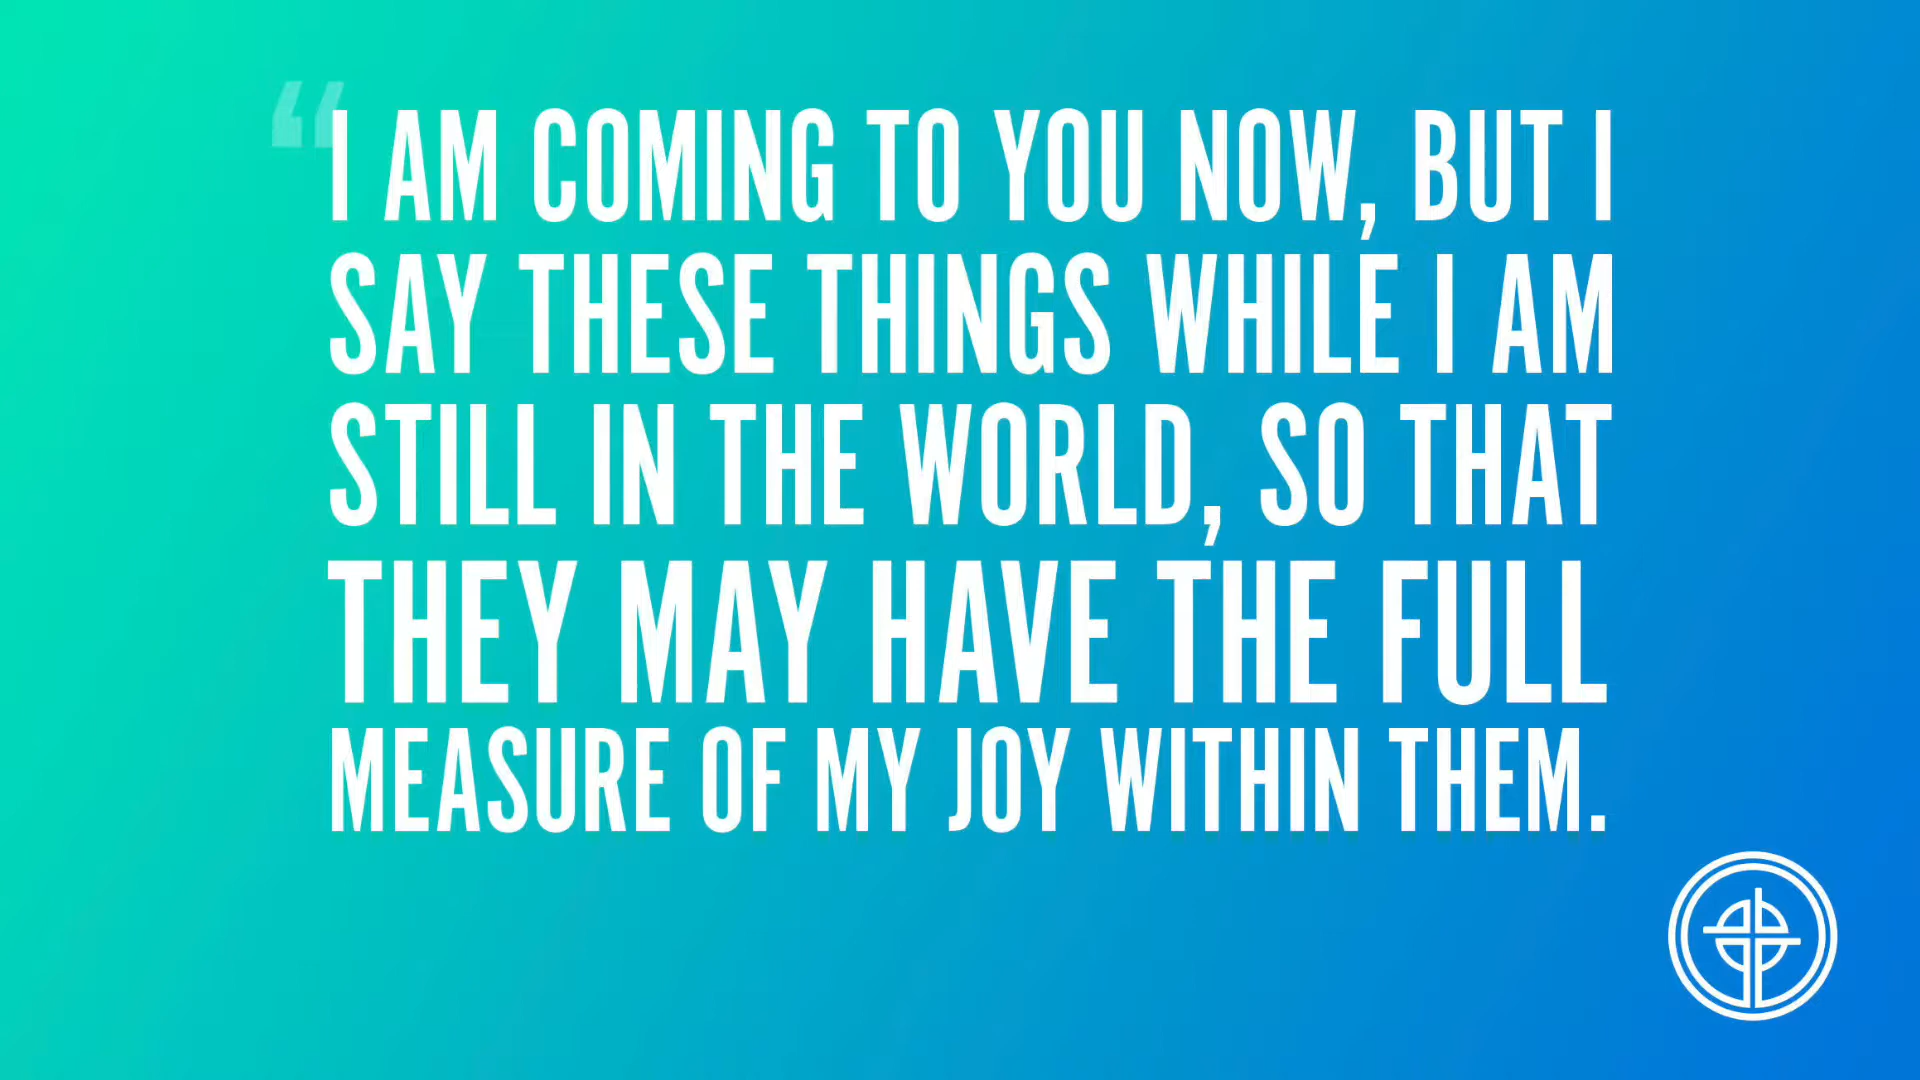 “I AM COMING TO YOU NOW, BUT I
SAY THESE THINGS WHILE I AM
STILL IN THE WORLD, SO THAT
THEY MAY HAVE THE FULL
MEASURE OF MY JOY WITHIN THEM.